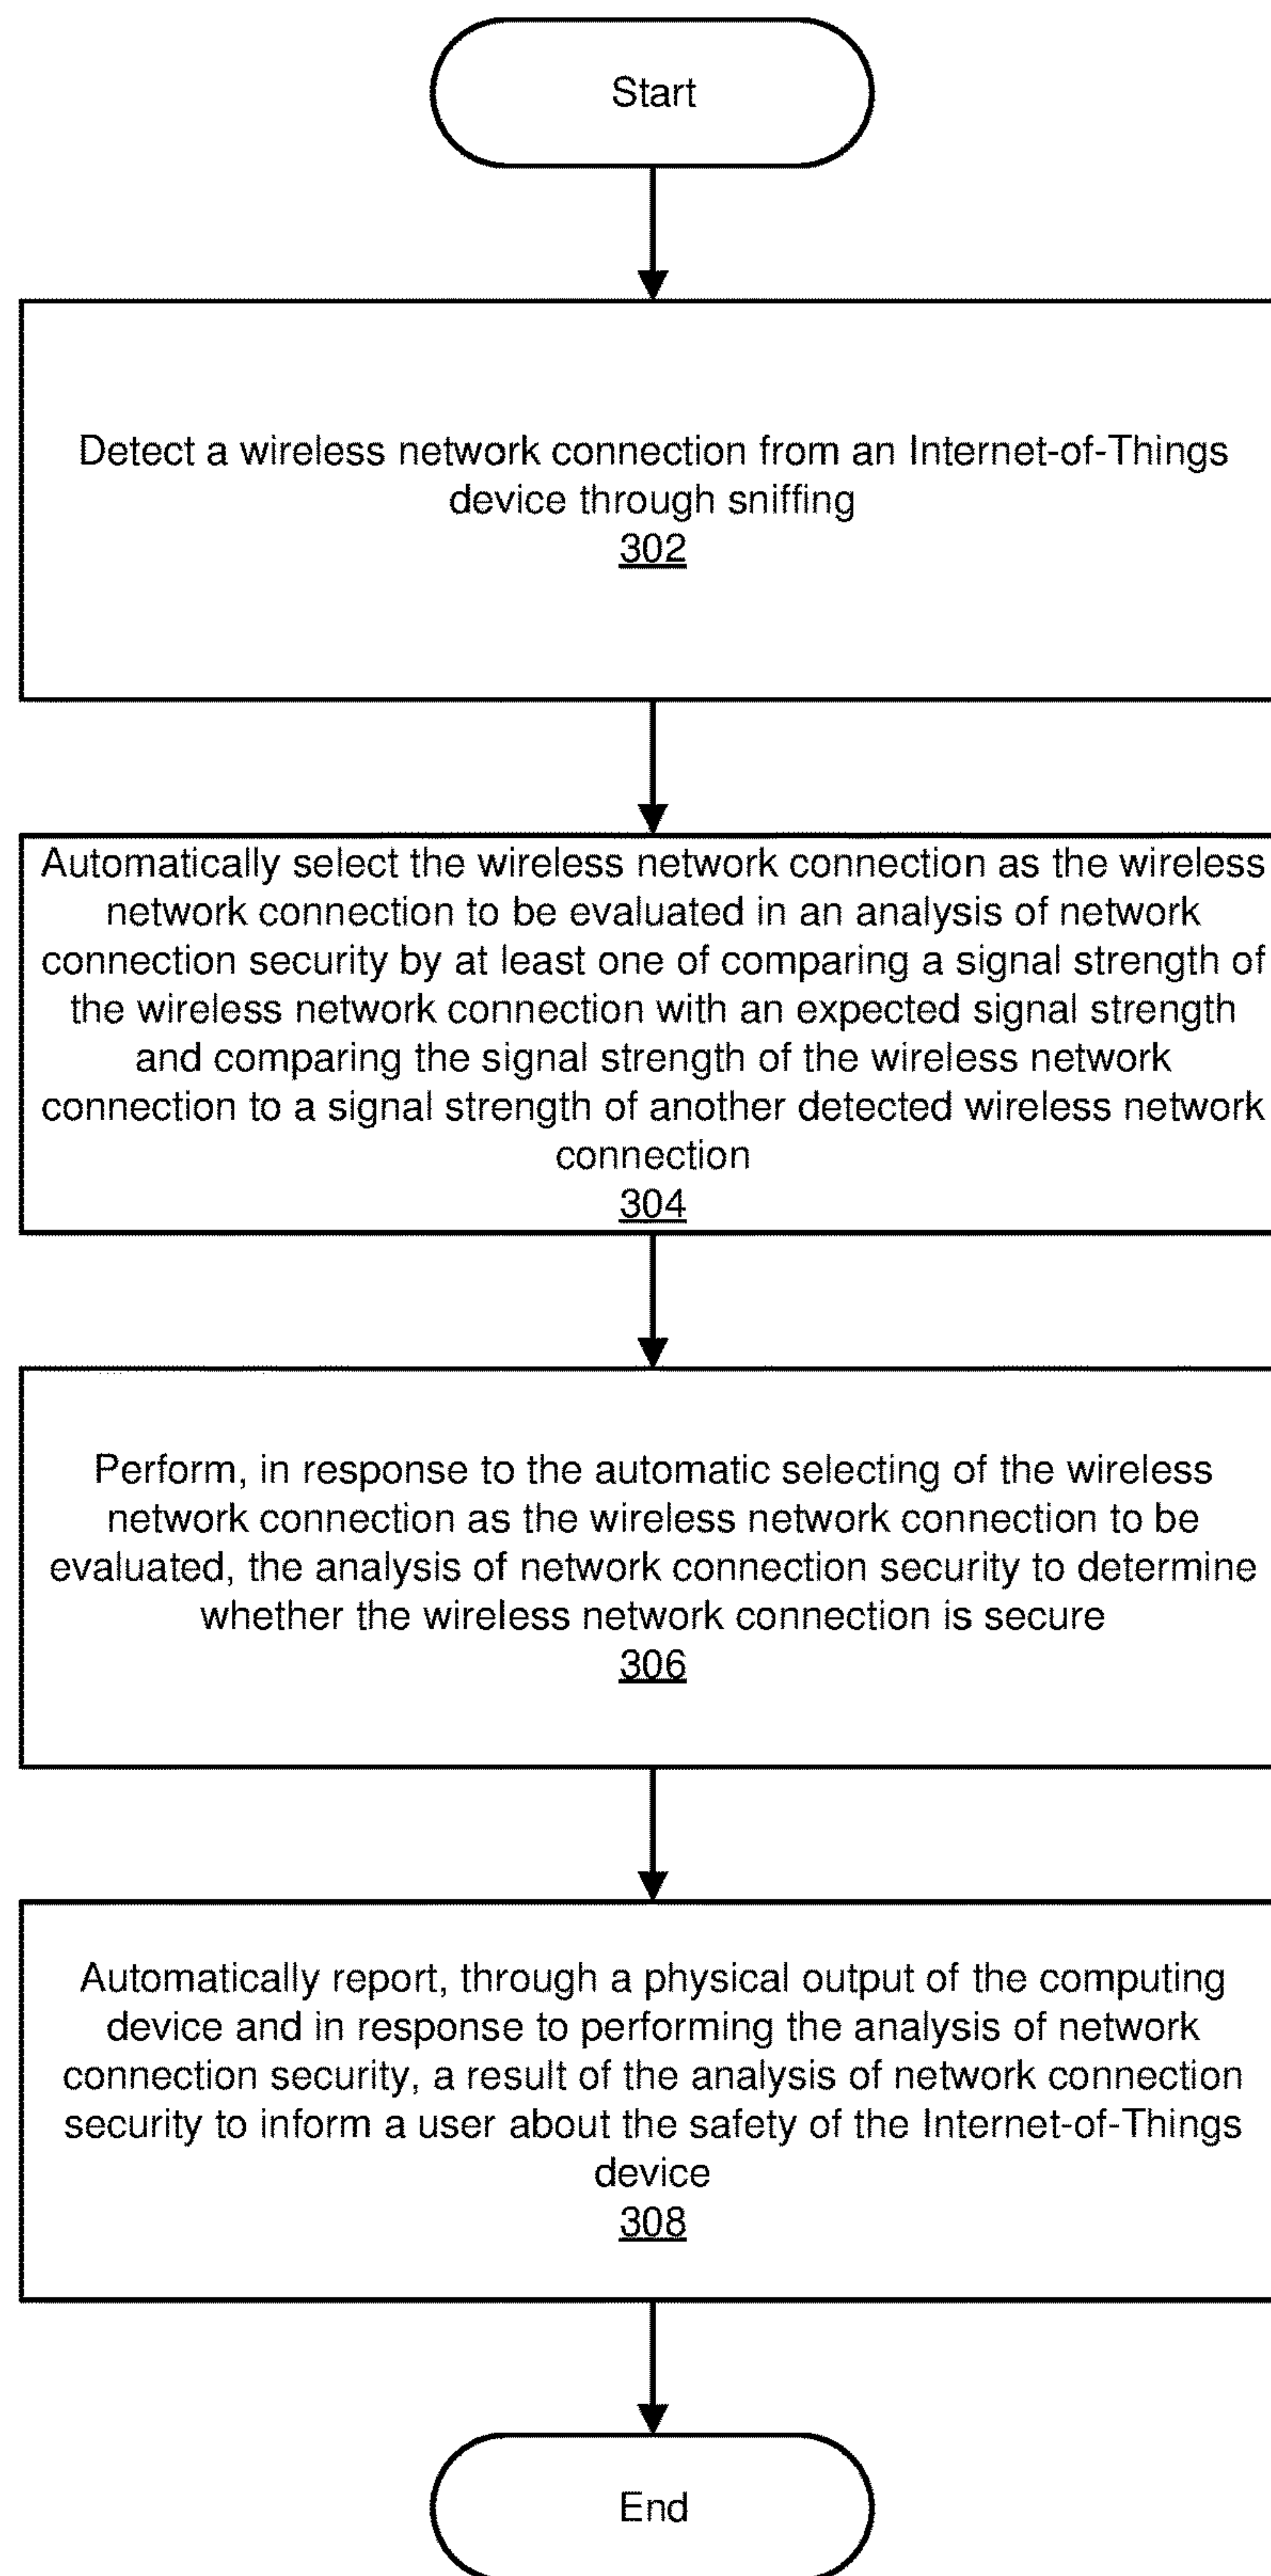 Start
Detect a wireless network connection from an Internet-of-Things
device through sniffing
302
Automatically select the wireless network connection as the wireless
network connection to be evaluated in an analysis of network
connection security by at least one of comparing a signal strength of
the wireless network connection with an expected signal strength
and comparing the signal strength of the wireless network
connection to a signal strength of another detected wireless network
connection
304
Perform, in response to the automatic selecting of the wireless
network connection as the wireless network connection to be
evaluated, the analysis of network connection security to determine
whether the wireless network connection is secure
306
Automatically report, through a physical output of the computing
device and in response to performing the analysis of network
connection security, a result of the analysis of network connection
security to inform a user about the safety of the Internet-of-Things
device
308
End